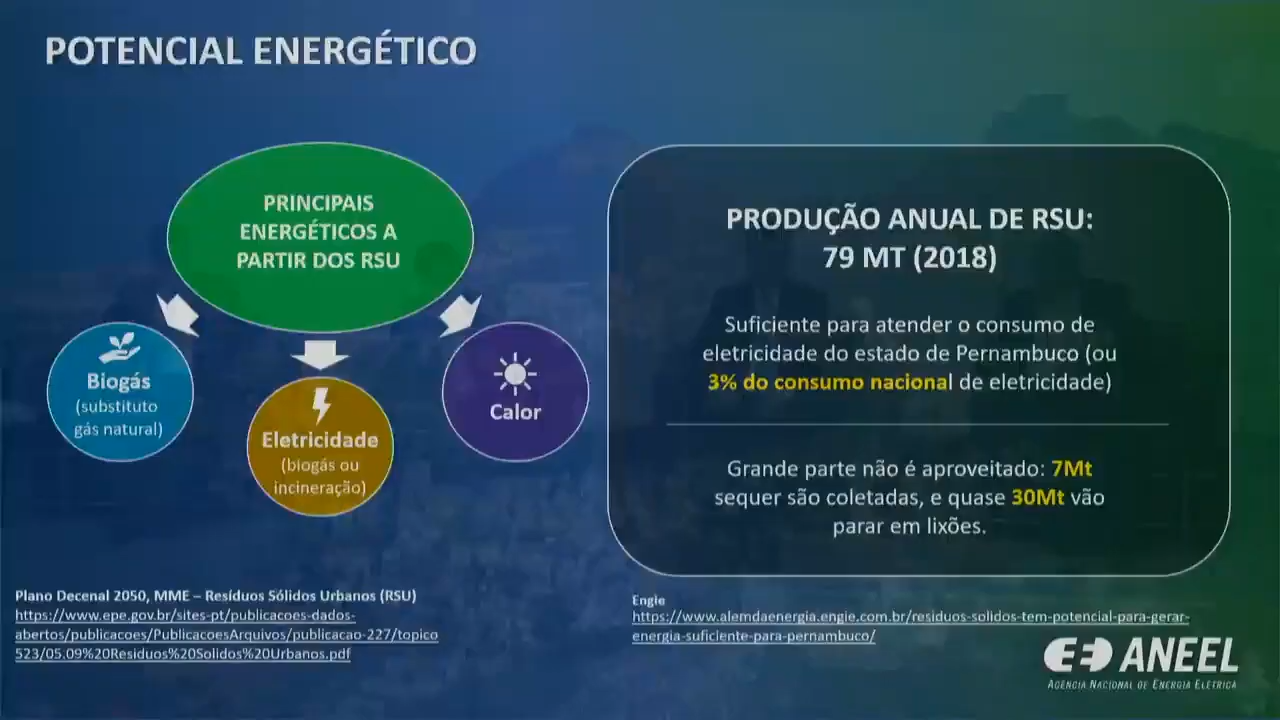 POTENCIAL ENERGÉTICO
PRINCIPAIS
ENERGÉTICOS A
PARTIR DOS RSU
Biogás
(substituto
gás natural)
Eletricidade
(biogás ou
incineração)
Calor
PRODUÇÃO ANUAL DE RSU:
79 MT (2018)
Suficiente para atender o consumo de
eletricidade do estado de Pernambuco (ou
3% do consumo nacional de eletricidade)
Grande parte não é aproveitado: 7Mt
sequer são coletadas, e quase 30Mt vão
parar em lixões.
Plano Decenal 2050, MME – Resíduos Sólidos Urbanos (RSU)
https://www.epe.gov.br/sites-pt/publicacoes-dados-
abertos/publicacoes/PublicacoesArquivos/publicacao-227/topico
523/05.09%20Residuos%20Solidos%20Urbanos.pdf
Engie
https://www.alemdaenergia.engie.com.br/residuos-solidos-tem-potencial-para-gerar-
energia-suficiente-para-pernambuco/
ANEEL
AGÊNCIA NACIONAL DE ENERGIA ELÉTRICA